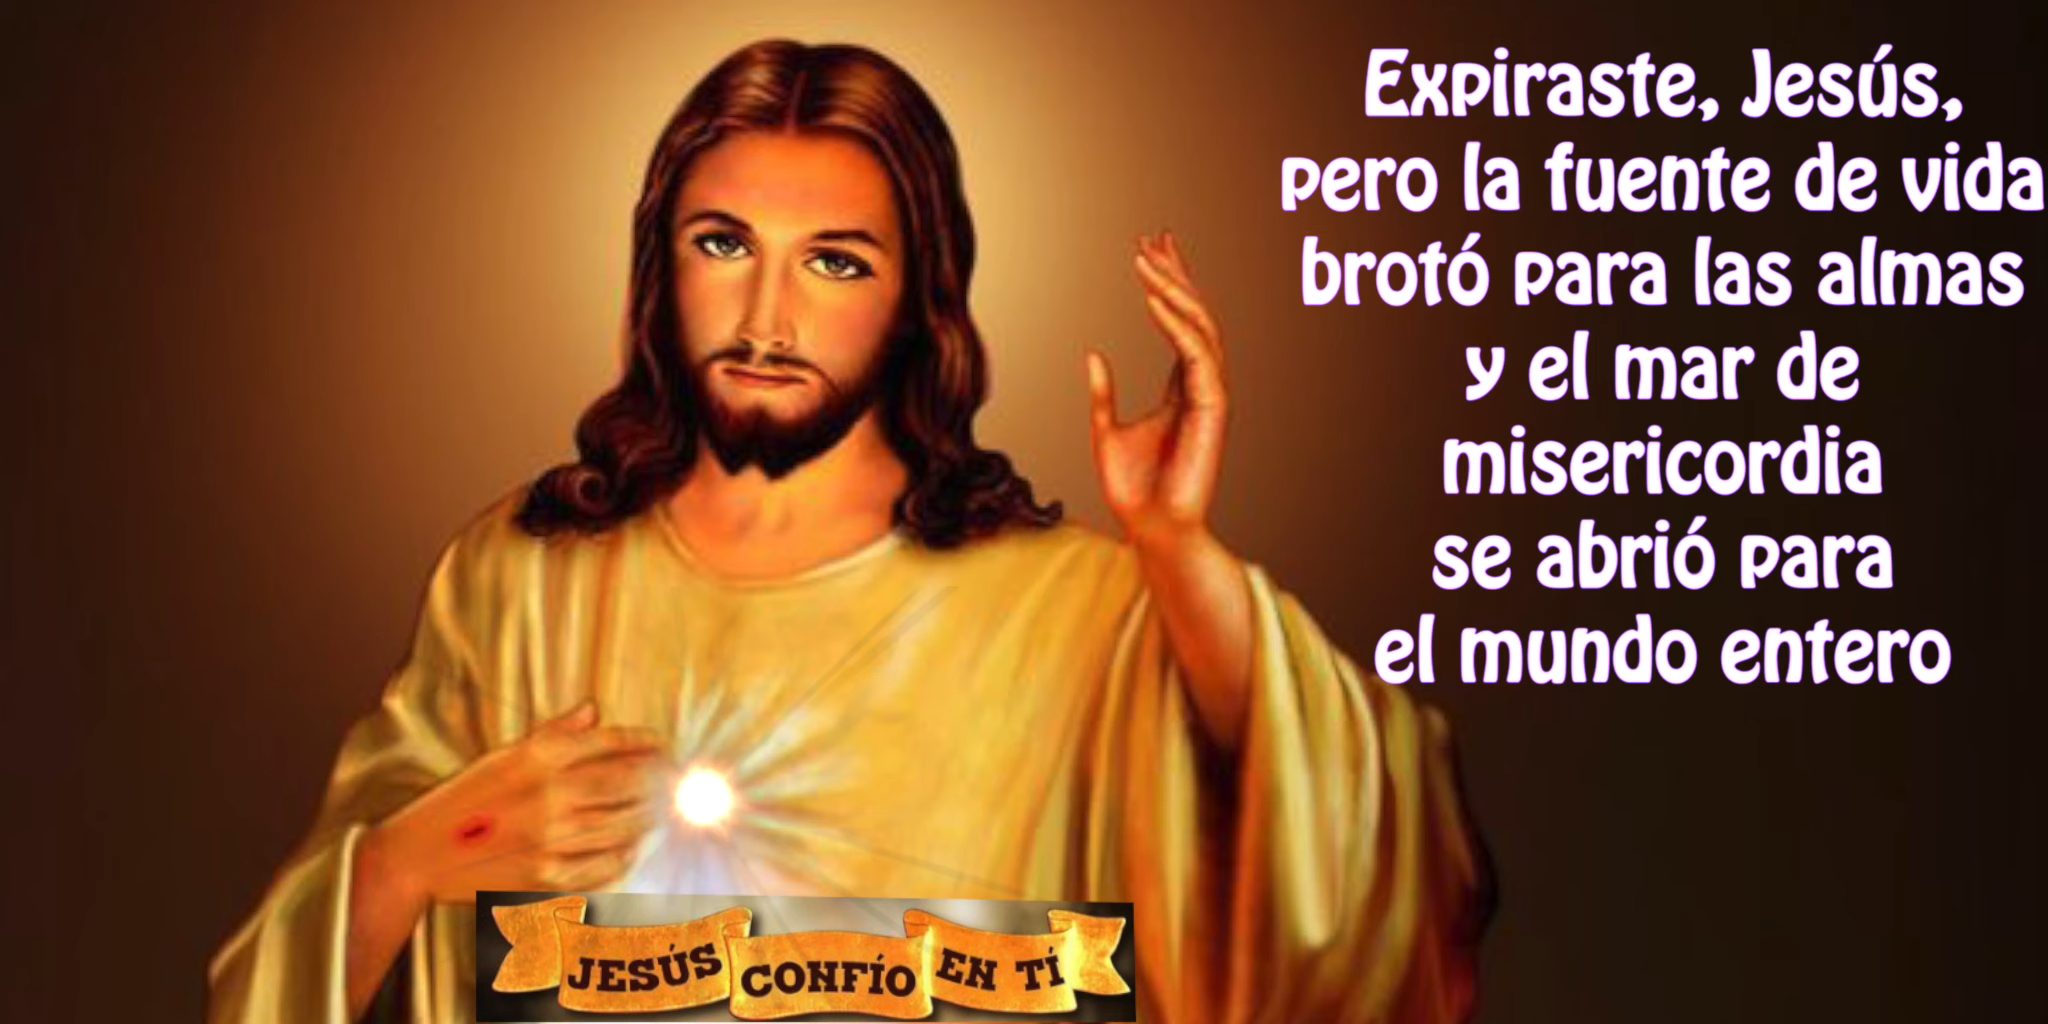 Expiraste, Jesús,
pero la fuente de vida
brotó para las almas
y el mar de
misericordia
se abrió para
el mundo entero
JESÚS CONFÍO EN TÍ